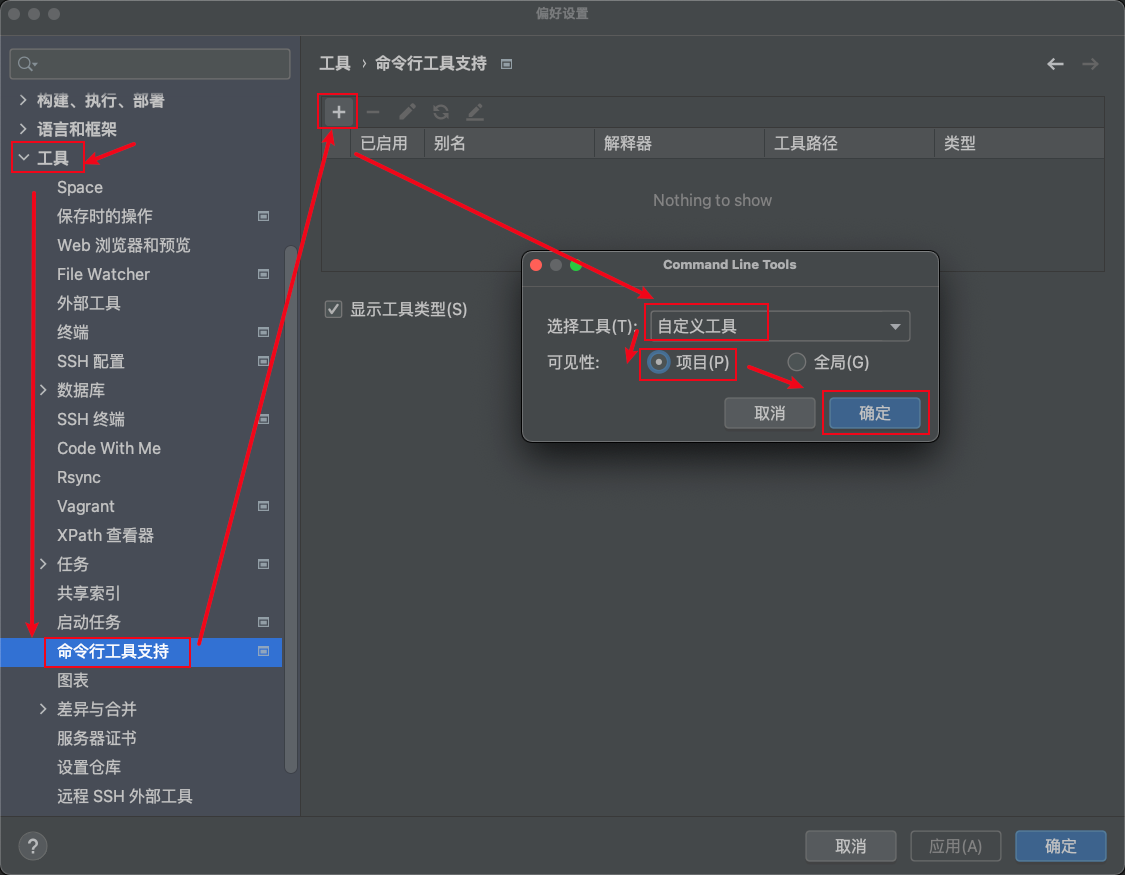 偏好设置
构建、执行、部署
语言和框架
工具
Space
保存时的操作
Web 浏览器和预览
File Watcher
外部工具
终端
SSH 配置
数据库
SSH 终端
Code With Me
Rsync
Vagrant
XPath 查看器
任务
共享索引
启动任务
命令行工具支持
图表
差异与合并
服务器证书
设置仓库
远程 SSH 外部工具
工具 › 命令行工具支持
已启用 别名 解释器 工具路径 类型
Nothing to show
显示工具类型(S)
Command Line Tools
选择工具(T): 自定义工具
可见性: 项目(P) 全局(G)
取消 确定
? 取消 应用(A) 确定